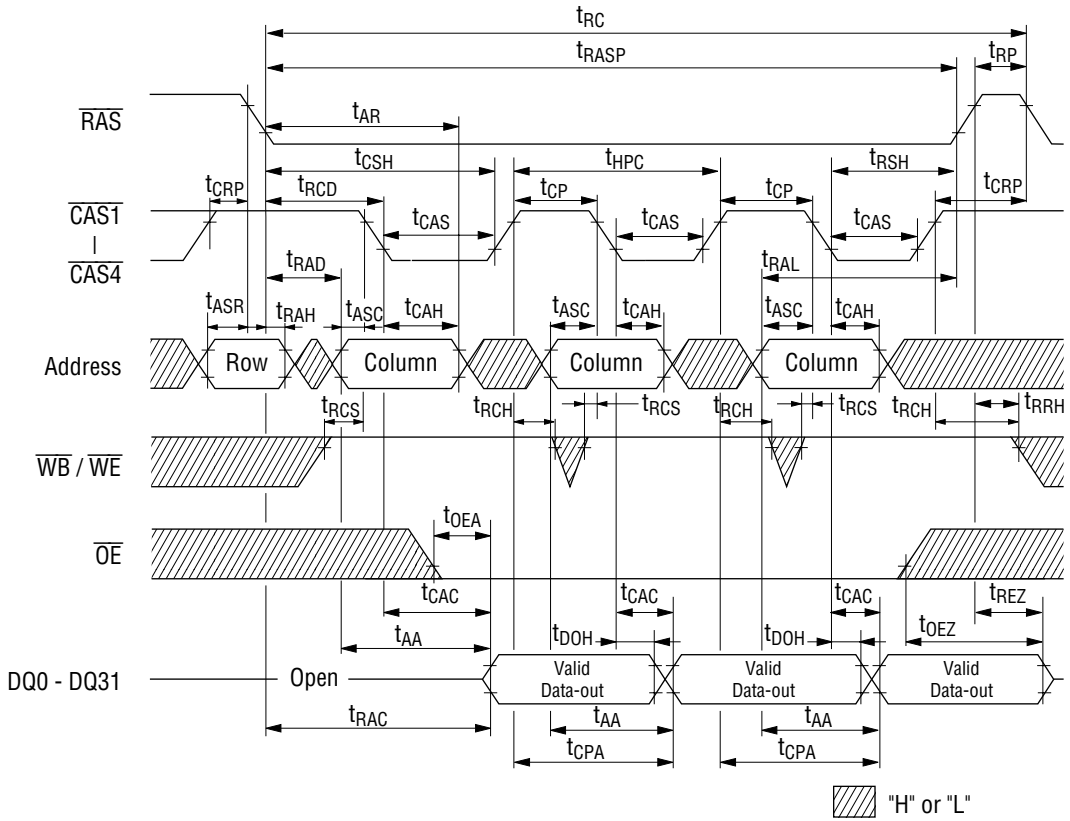 tRC
tRASP
tRP
RAS
tAR
tCSH
tHPC
tRSH
tCRP
tRCD
tCP
tCP
tCRP
CAS1
tCAS
tCAS
tCAS
CAS4
tRAD
tRAL
tASR
tRAH
tASC
tCAH
tASC
tCAH
tASC
tCAH
Address
Row
Column
Column
Column
tRCS
tRCH
tRCS
tRCH
tRCS
tRCH
tRRH
WB / WE
tOEA
OE
tCAC
tCAC
tCAC
tREZ
tAA
tDOH
tDOH
tOEZ
DQ0 - DQ31
Open
Valid
Data-out
Valid
Data-out
Valid
Data-out
tRAC
tAA
tAA
tCPA
tCPA
"H" or "L"